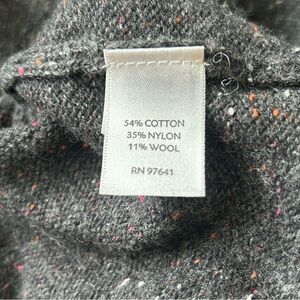 54% COTTON
35% NYLON
11% WOOL
RN 97641